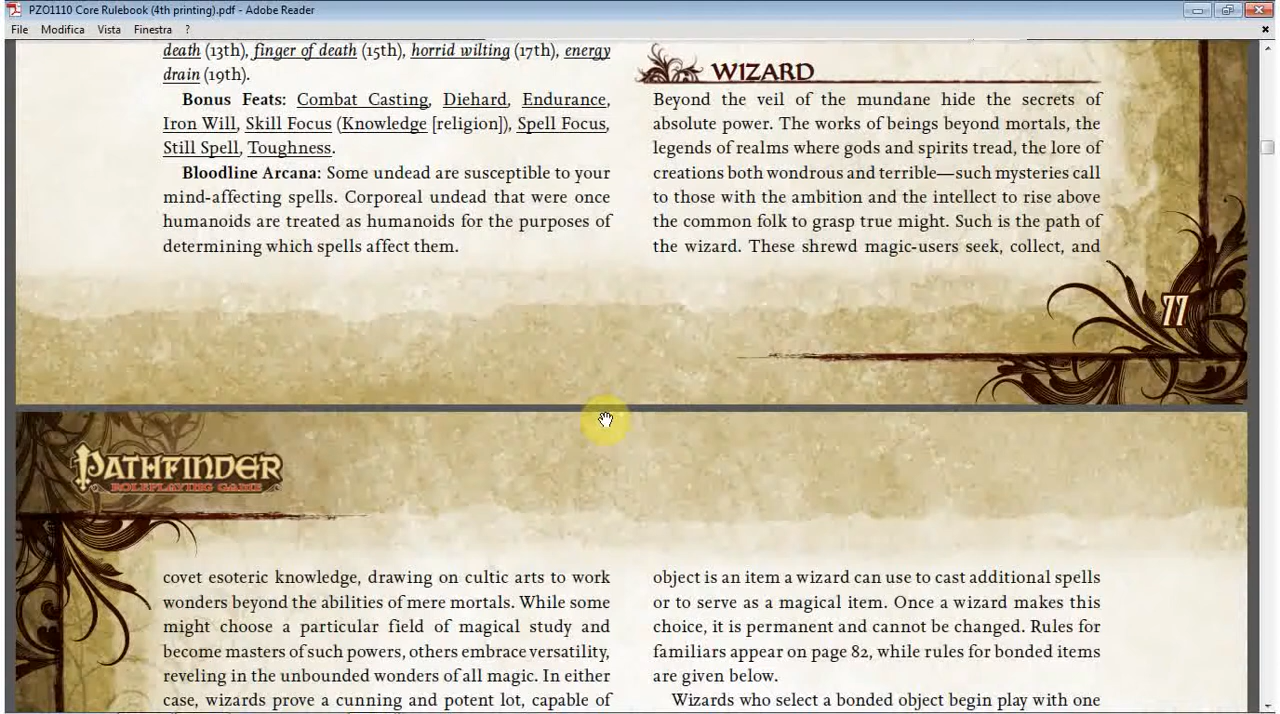 PZO1110 Core Rulebook (4th printing).pdf - Adobe Reader
File Modifica Vista Finestra ?
death (13th), finger of death (15th), horrid wilting (17th), energy
drain (19th).
Bonus Feats: Combat Casting, Diehard, Endurance,
Iron Will, Skill Focus (Knowledge [religion]), Spell Focus,
Still Spell, Toughness.
Bloodline Arcana: Some undead are susceptible to your
mind-affecting spells. Corporeal undead that were once
humanoids are treated as humanoids for the purposes of
determining which spells affect them.
WIZARD
Beyond the veil of the mundane hide the secrets of
absolute power. The works of beings beyond mortals, the
legends of realms where gods and spirits tread, the lore of
creations both wondrous and terrible—such mysteries call
to those with the ambition and the intellect to rise above
the common folk to grasp true might. Such is the path of
the wizard. These shrewd magic-users seek, collect, and
77
PATHFINDER
ROLEPLAYING GAME
covet esoteric knowledge, drawing on cultic arts to work
wonders beyond the abilities of mere mortals. While some
might choose a particular field of magical study and
become masters of such powers, others embrace versatility,
reveling in the unbounded wonders of all magic. In either
case, wizards prove a cunning and potent lot, capable of
object is an item a wizard can use to cast additional spells
or to serve as a magical item. Once a wizard makes this
choice, it is permanent and cannot be changed. Rules for
familiars appear on page 82, while rules for bonded items
are given below.
Wizards who select a bonded object begin play with one